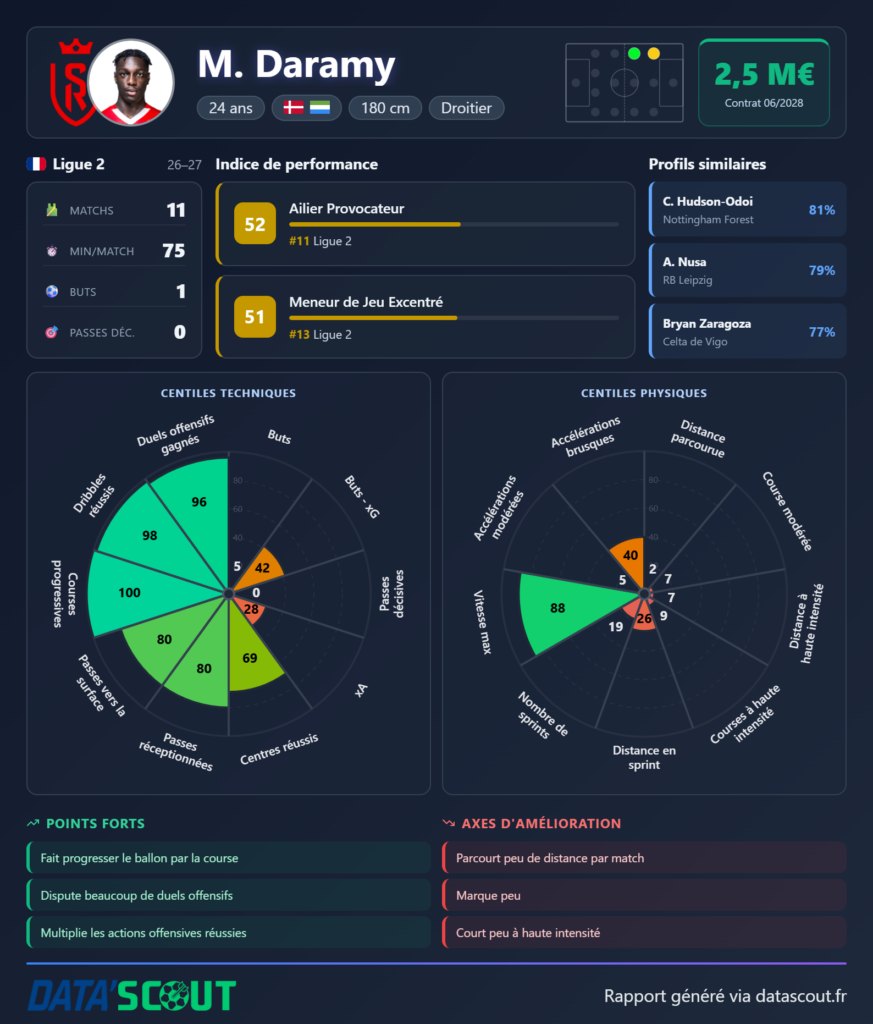 M. Daramy
24 ans
180 cm
Droitier
2,5 M€
Contrat 06/2028
Ligue 2
26–27
MATCHS
11
MIN/MATCH
75
BUTS
1
PASSES DÉC.
0
Indice de performance
52
Ailier Provocateur
#11 Ligue 2
51
Meneur de Jeu Excentré
#13 Ligue 2
Profils similaires
C. Hudson-Odoi
Nottingham Forest
81%
A. Nusa
RB Leipzig
79%
Bryan Zaragoza
Celta de Vigo
77%
CENTILES TECHNIQUES
Buts
5
Buts - xG
42
Passes
décisives
0
xA
28
Centres réussis
69
Passes
réceptionnées
80
Passes vers la
surface
80
Courses
progressives
100
Dribbles
réussis
98
Duels offensifs
gagnés
96
80
60
40
CENTILES PHYSIQUES
Distance
parcourue
2
Course modérée
7
Distance à
haute intensité
7
Courses à haute
intensité
9
Distance en
sprint
26
Nombre de
sprints
19
Vitesse max
88
Accélérations
modérées
5
Accélérations
brusques
40
80
60
40
POINTS FORTS
Fait progresser le ballon par la course
Dispute beaucoup de duels offensifs
Multiplie les actions offensives réussies
AXES D'AMÉLIORATION
Parcourt peu de distance par match
Marque peu
Court peu à haute intensité
DATA'SCOUT
Rapport généré via datascout.fr